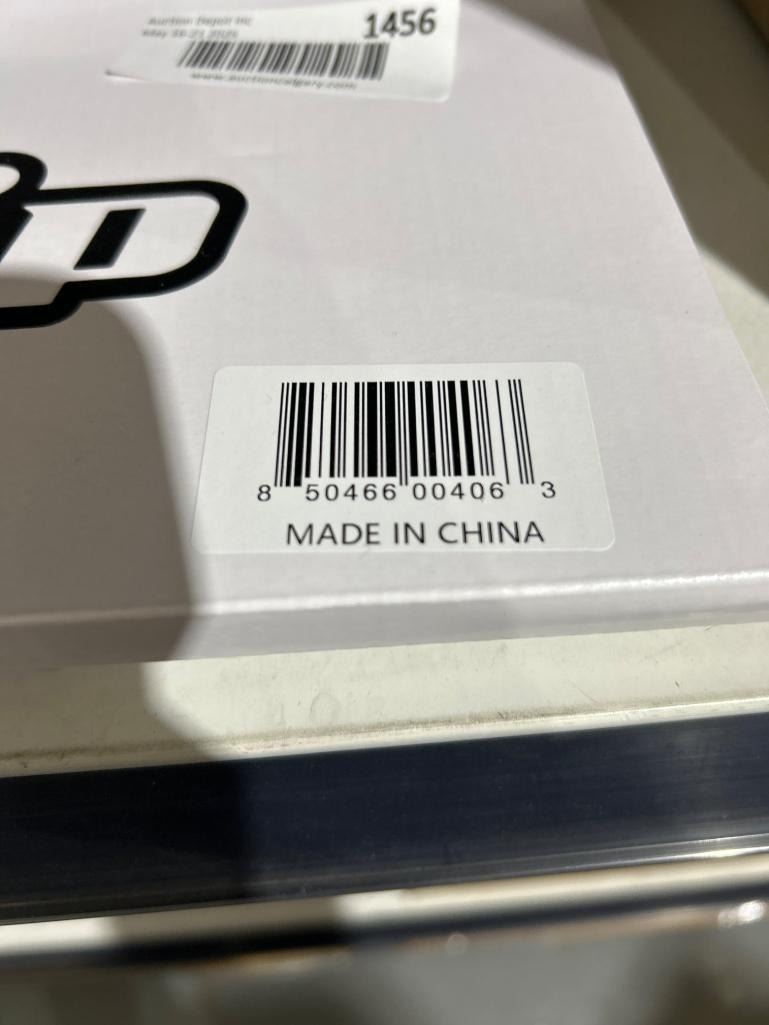 Auction Depot Inc
1456
www.auctioncalgary.com
8 50466 00406 3
MADE IN CHINA